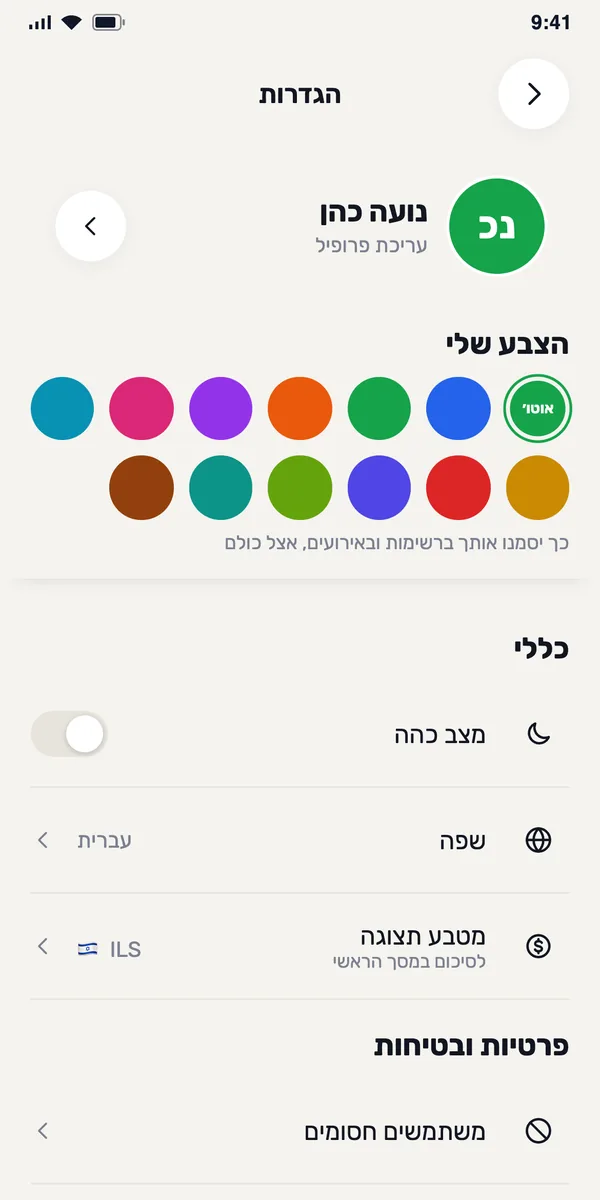 9:41
הגדרות
נכ
נועה כהן
עריכת פרופיל
הצבע שלי
אוטו׳
כך יסמנו אותך ברשימות ובאירועים, אצל כולם
כללי
מצב כהה
שפה
עברית
מטבע תצוגה
לסיכום במסך הראשי
ILS
פרטיות ובטיחות
משתמשים חסומים